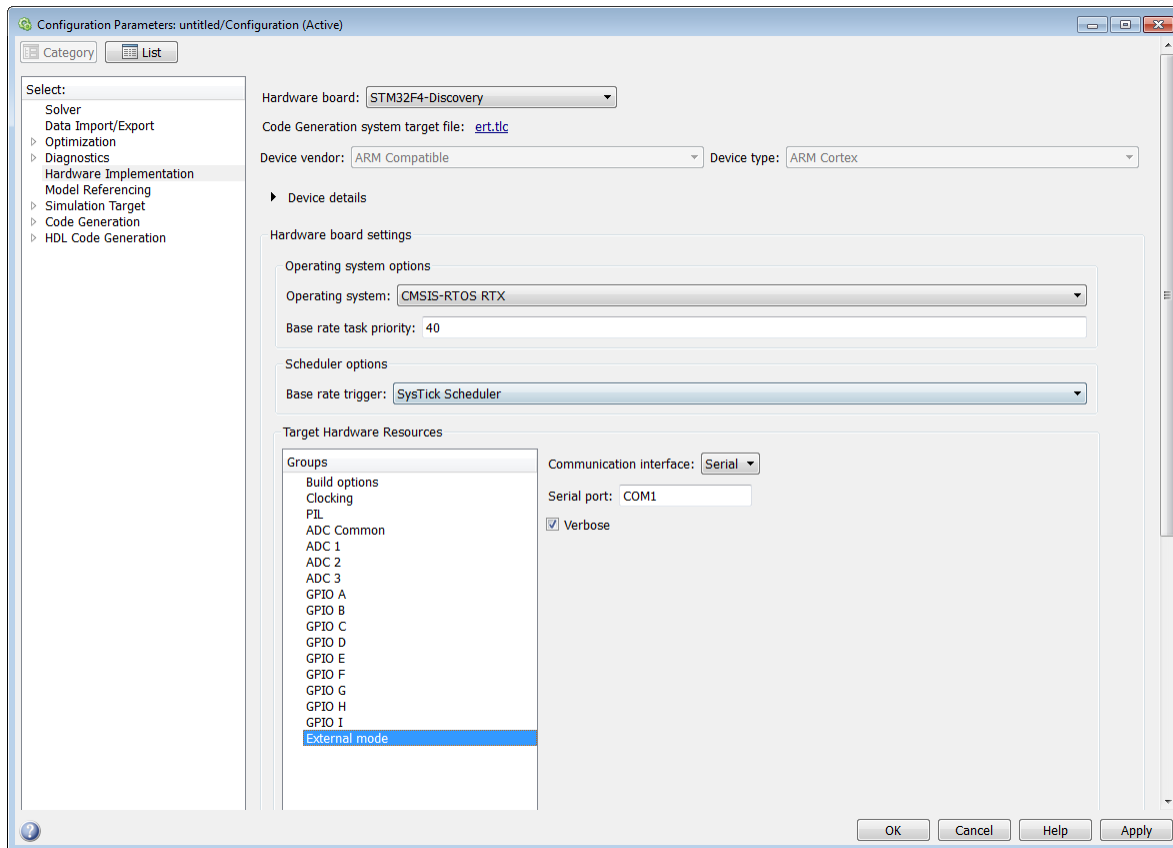 Configuration Parameters: untitled/Configuration (Active)
Category List
Select:
Solver
Data Import/Export
Optimization
Diagnostics
Hardware Implementation
Model Referencing
Simulation Target
Code Generation
HDL Code Generation
Hardware board: STM32F4-Discovery
Code Generation system target file: ert.tlc
Device vendor: ARM Compatible Device type: ARM Cortex
Device details
Hardware board settings
Operating system options
Operating system: CMSIS-RTOS RTX
Base rate task priority: 40
Scheduler options
Base rate trigger: SysTick Scheduler
Target Hardware Resources
Groups
Build options
Clocking
PIL
ADC Common
ADC 1
ADC 2
ADC 3
GPIO A
GPIO B
GPIO C
GPIO D
GPIO E
GPIO F
GPIO G
GPIO H
GPIO I
External mode
Communication interface: Serial
Serial port: COM1
Verbose
OK Cancel Help Apply